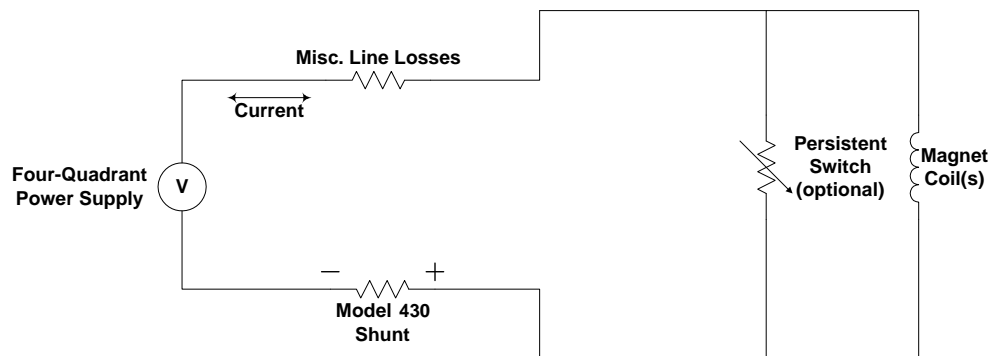 Misc. Line Losses
Current
Four-Quadrant
Power Supply
V
Persistent
Switch
(optional)
Magnet
Coil(s)
− +
Model 430
Shunt